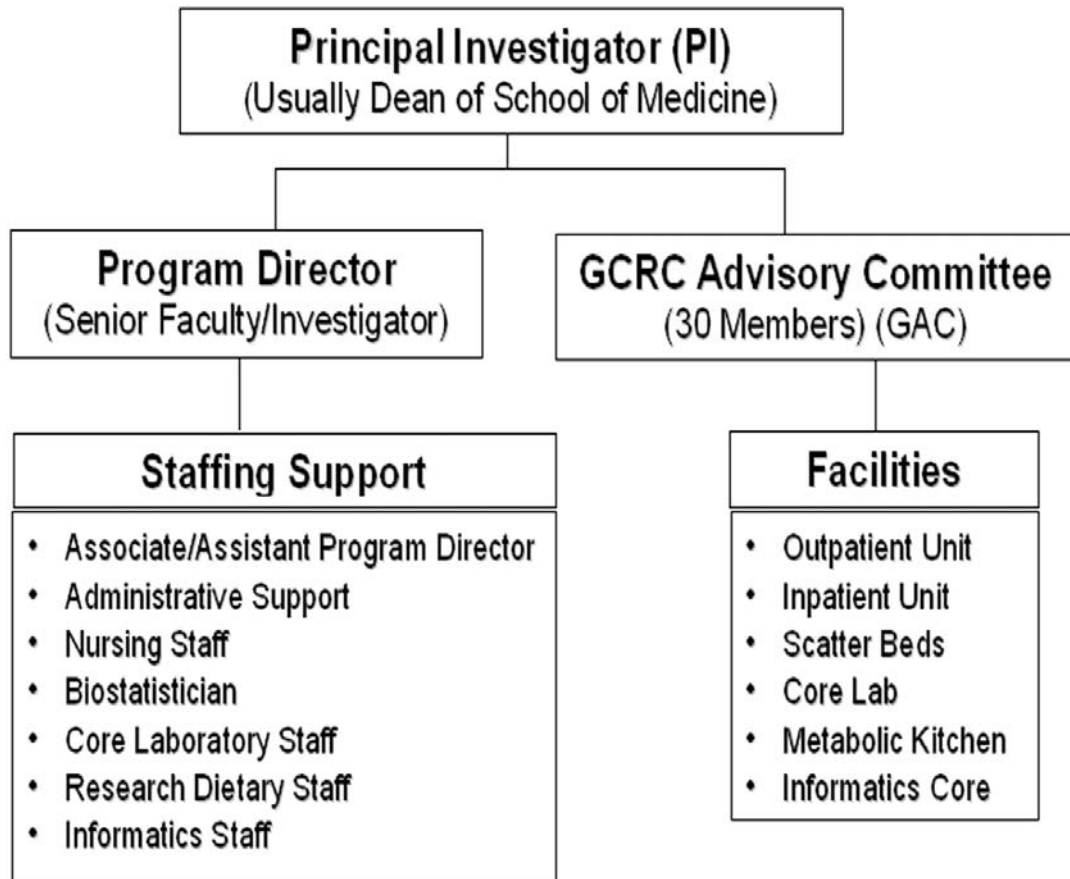 Principal Investigator (PI)
(Usually Dean of School of Medicine)
Program Director
(Senior Faculty/Investigator)
GCRC Advisory Committee
(30 Members) (GAC)
Staffing Support
• Associate/Assistant Program Director
• Administrative Support
• Nursing Staff
• Biostatistician
• Core Laboratory Staff
• Research Dietary Staff
• Informatics Staff
Facilities
• Outpatient Unit
• Inpatient Unit
• Scatter Beds
• Core Lab
• Metabolic Kitchen
• Informatics Core